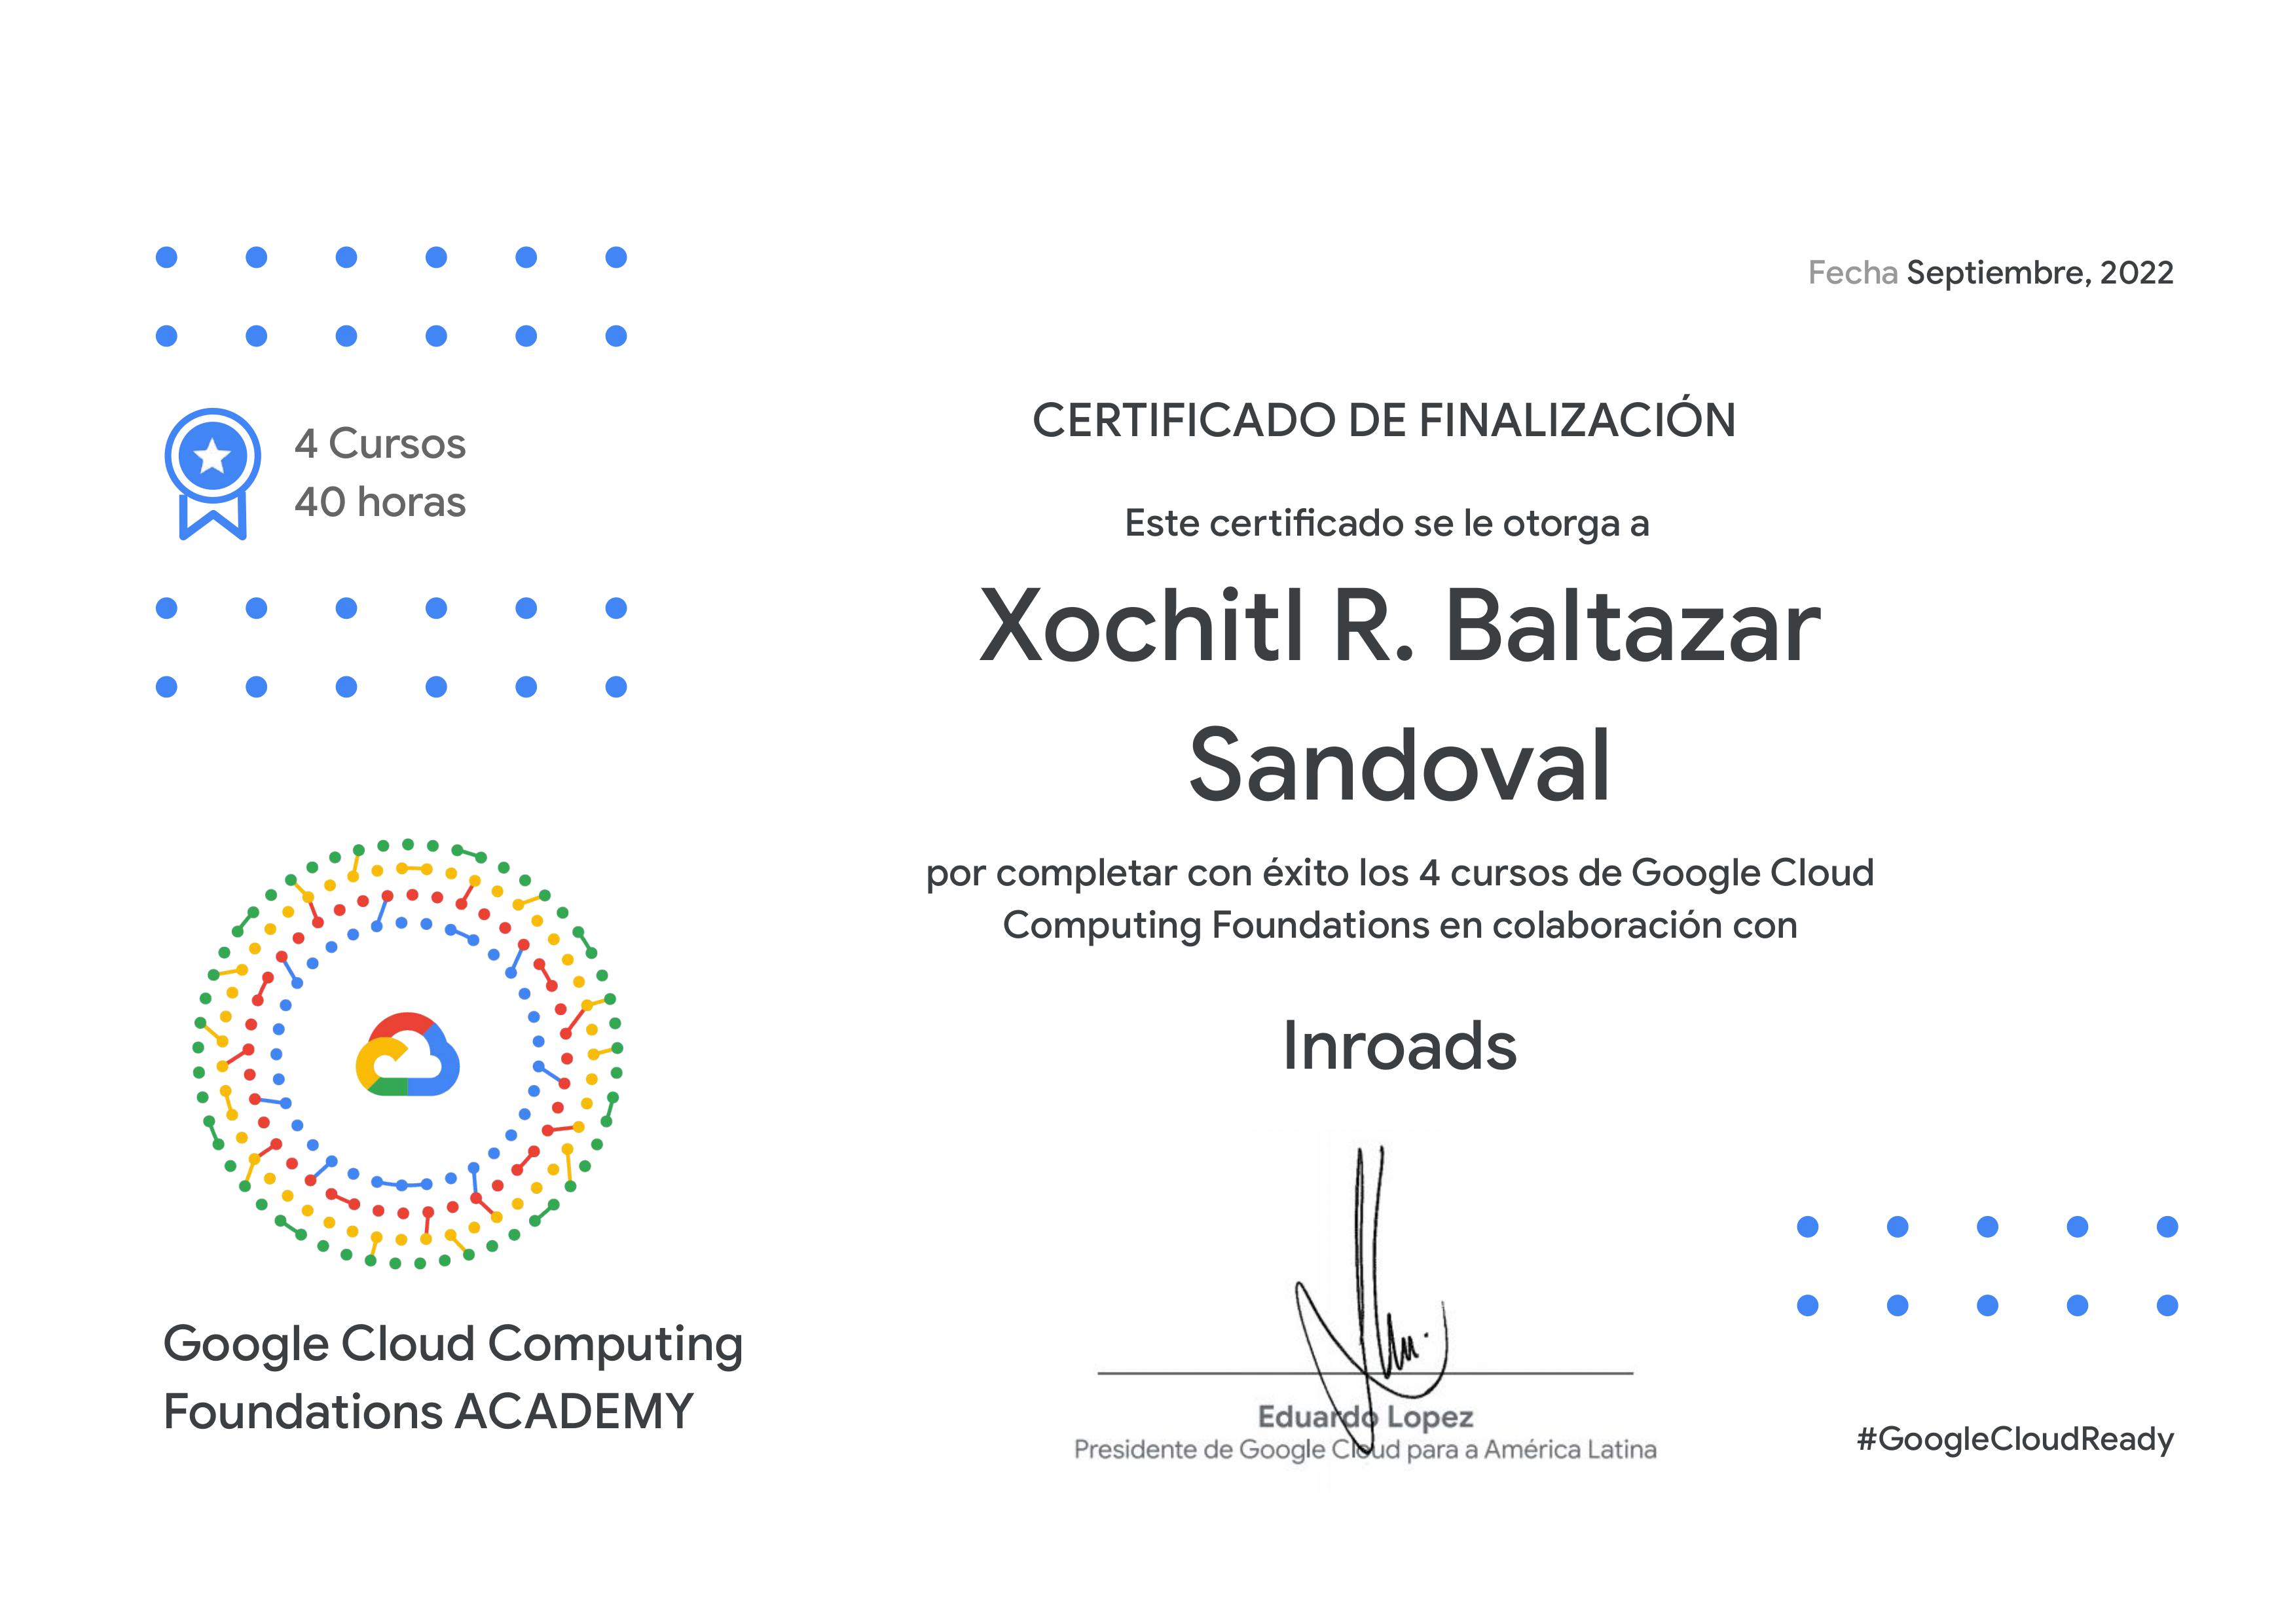 Fecha Septiembre, 2022
4 Cursos
40 horas
CERTIFICADO DE FINALIZACIÓN
Este certificado se le otorga a
Xochitl R. Baltazar
Sandoval
por completar con éxito los 4 cursos de Google Cloud
Computing Foundations en colaboración con
Inroads
Google Cloud Computing
Foundations ACADEMY
Eduardo Lopez
Presidente de Google Cloud para a América Latina
#GoogleCloudReady